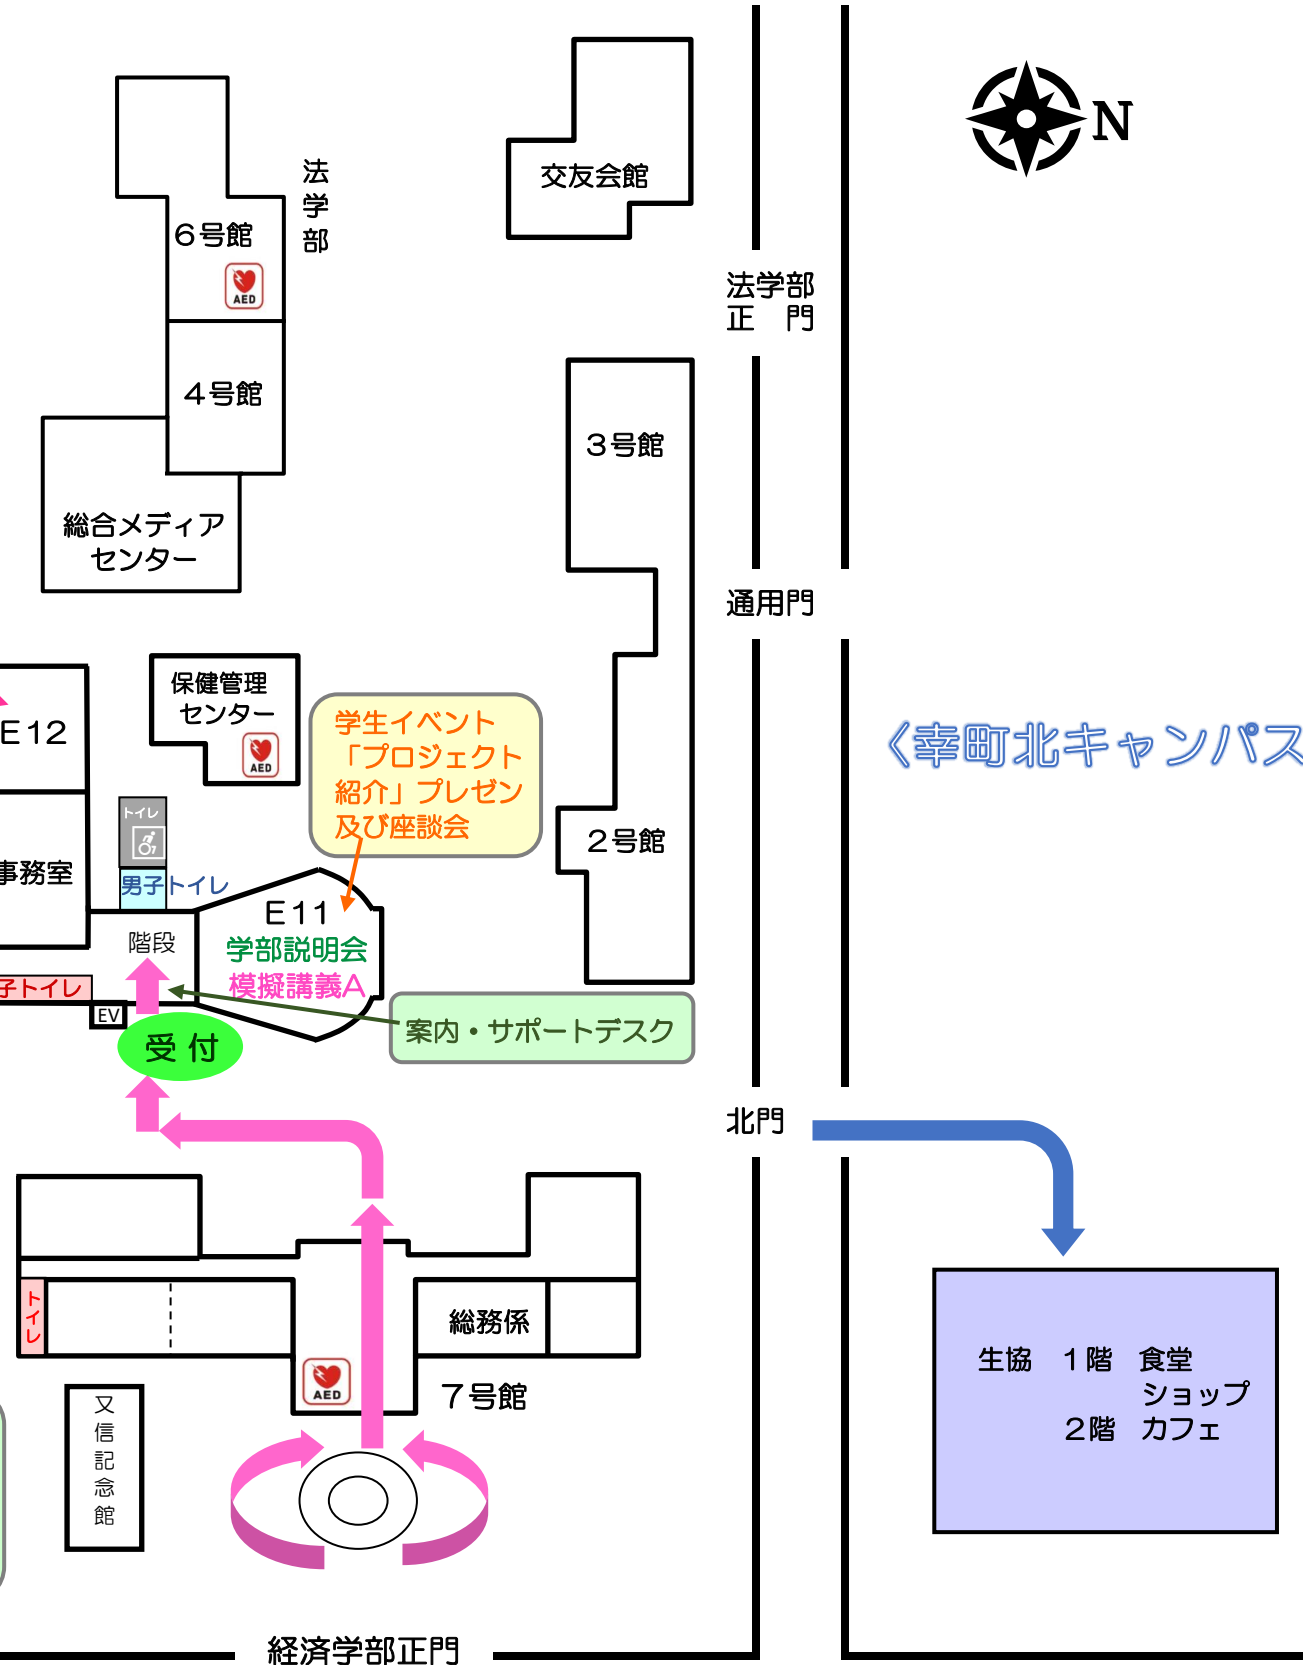 N
交友会館
法
学
部
6号館
AED
法学部
正　門
4号館
3号館
総合メディア
センター
通用門
保健管理
センター
AED
E12
学生イベント
「プロジェクト
紹介」プレゼン
及び座談会
〈幸町北キャンパス
トイレ
2号館
事務室
男子トイレ
E11
階段
学部説明会
模擬講義A
子トイレ
EV
案内・サポートデスク
受 付
北門
トイレ
総務係
生協　1階　食堂
ショップ
2階　カフェ
AED
7号館
又
信
記
念
館
経済学部正門